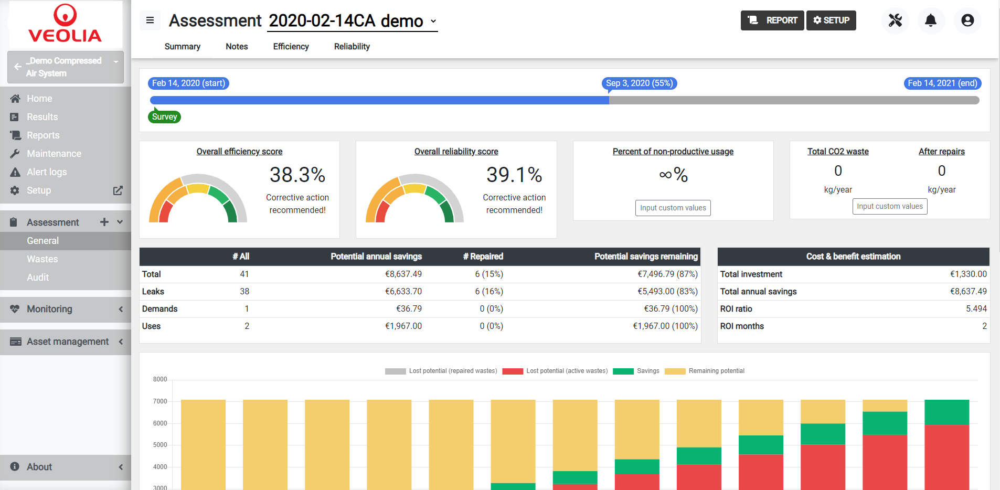 VEOLIA
_Demo Compressed
Air System
Home
Results
Reports
Maintenance
Alert logs
Setup
Assessment
General
Wastes
Audit
Monitoring
Asset management
About
Assessment 2020-02-14CA demo
REPORT SETUP
Summary Notes Efficiency Reliability
Feb 14, 2020 (start) Sep 3, 2020 (55%) Feb 14, 2021 (end)
Survey
Overall efficiency score
38.3%
Corrective action
recommended!
Overall reliability score
39.1%
Corrective action
recommended!
Percent of non-productive usage
∞%
Input custom values
Total CO2 waste After repairs
0 0
kg/year kg/year
Input custom values
# All Potential annual savings # Repaired Potential savings remaining
Total 41 €8,637.49 6 (15%) €7,496.79 (87%)
Leaks 38 €6,633.70 6 (16%) €5,493.00 (83%)
Demands 1 €36.79 0 (0%) €36.79 (100%)
Uses 2 €1,967.00 0 (0%) €1,967.00 (100%)
Cost & benefit estimation
Total investment €1,330.00
Total annual savings €8,637.49
ROI ratio 5.494
ROI months 2
Lost potential (repaired wastes) Lost potential (active wastes) Savings Remaining potential
8000
7000
6000
5000
4000
3000